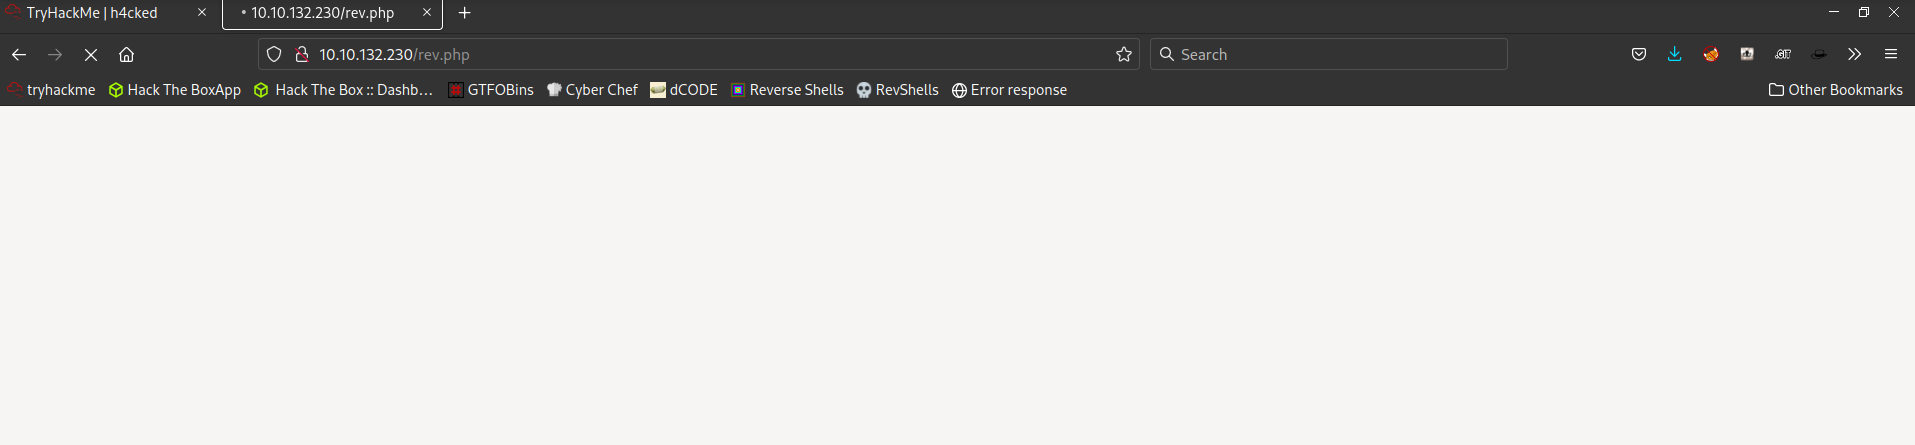 TryHackMe | h4cked
10.10.132.230/rev.php
10.10.132.230/rev.php
Search
.GIT
tryhackme Hack The BoxApp Hack The Box :: Dashb... GTFOBins Cyber Chef dCODE Reverse Shells RevShells Error response Other Bookmarks